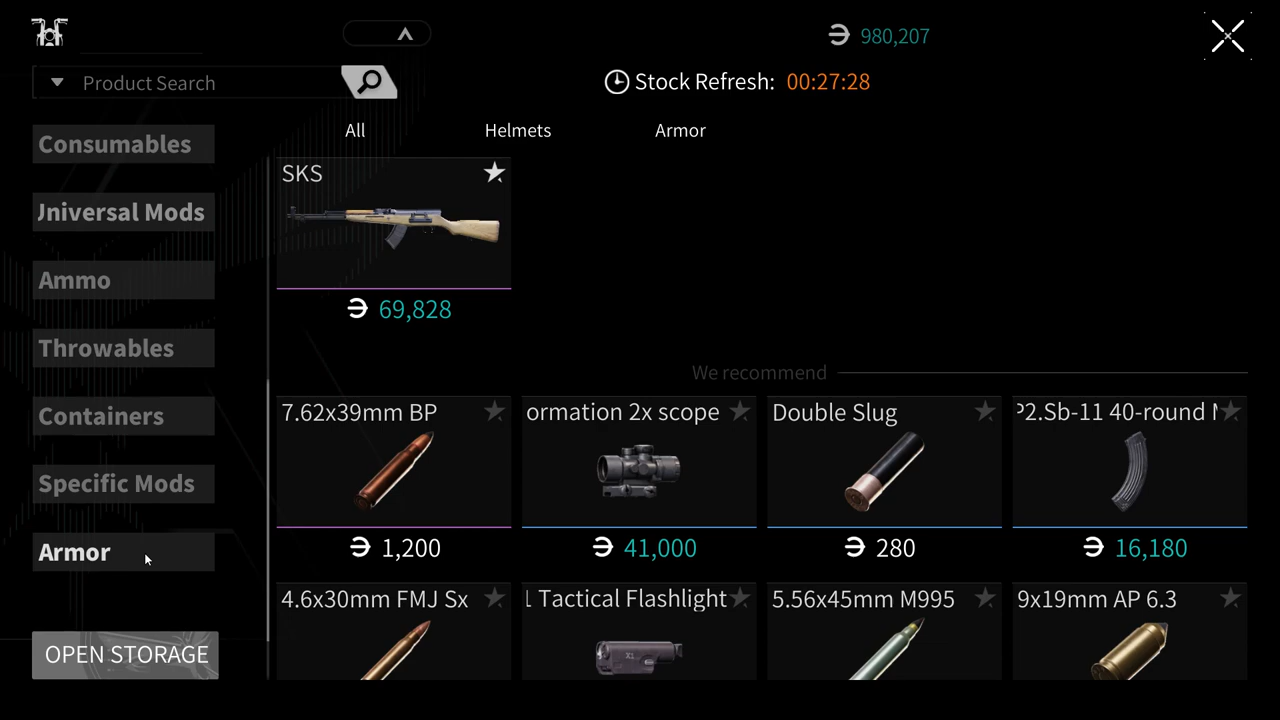 980,207
Product Search
Stock Refresh: 00:27:28
All Helmets Armor
Consumables
Universal Mods
Ammo
Throwables
Containers
Specific Mods
Armor
OPEN STORAGE
SKS
69,828
We recommend
7.62x39mm BP
1,200
ormation 2x scope
41,000
Double Slug
280
P2.Sb-11 40-round
16,180
4.6x30mm FMJ Sx
1 Tactical Flashlight
X1
5.56x45mm M995
9x19mm AP 6.3